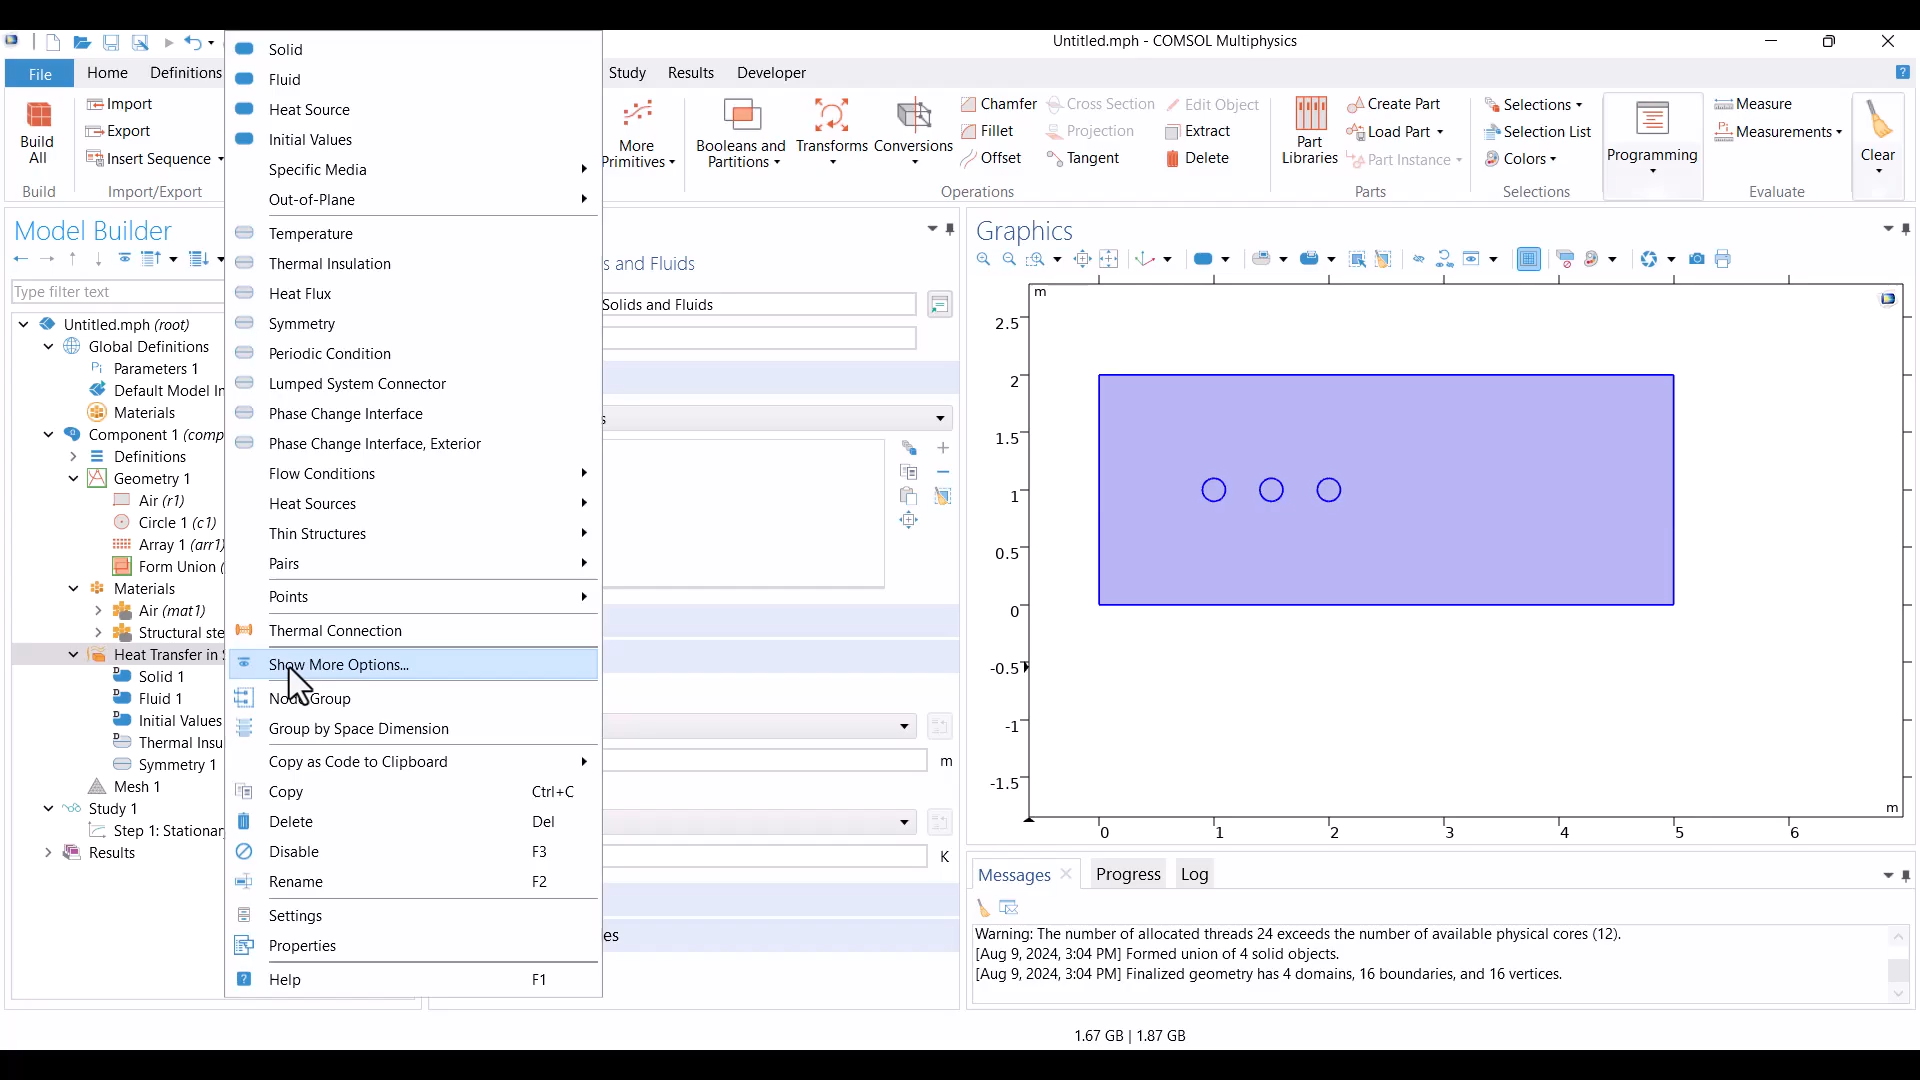 Untitled.mph - COMSOL Multiphysics
File
Home
Definitions
Study
Results
Developer
Build
All
Build
Import
Export
Insert Sequence
Import/Export
More
Primitives
Booleans and
Partitions
Transforms
Conversions
Chamfer
Fillet
Offset
Cross Section
Projection
Tangent
Edit Object
Extract
Delete
Operations
Part
Libraries
Create Part
Load Part
Part Instance
Parts
Selections
Selection List
Colors
Selections
Programming
Measure
Measurements
Evaluate
Clear
Model Builder
Type filter text
Untitled.mph (root)
Global Definitions
Parameters 1
Default Model In
Materials
Component 1 (comp
Definitions
Geometry 1
Air (r1)
Circle 1 (c1)
Array 1 (arr1)
Form Union (
Materials
Air (mat1)
Structural ste
Heat Transfer in S
Solid 1
Fluid 1
Initial Values
Thermal Insu
Symmetry 1
Mesh 1
Study 1
Step 1: Stationar
Results
Solid
Fluid
Heat Source
Initial Values
Specific Media
Out-of-Plane
Temperature
Thermal Insulation
Heat Flux
Symmetry
Periodic Condition
Lumped System Connector
Phase Change Interface
Phase Change Interface, Exterior
Flow Conditions
Heat Sources
Thin Structures
Pairs
Points
Thermal Connection
Show More Options...
Node Group
Group by Space Dimension
Copy as Code to Clipboard
Copy Ctrl+C
Delete Del
Disable F3
Rename F2
Settings
Properties
Help F1
s and Fluids
Solids and Fluids
s
m
K
es
Graphics
m
2.5
2
1.5
1
0.5
0
-0.5
-1
-1.5
m
0 1 2 3 4 5 6
Messages
Progress
Log
Warning: The number of allocated threads 24 exceeds the number of available physical cores (12).
[Aug 9, 2024, 3:04 PM] Formed union of 4 solid objects.
[Aug 9, 2024, 3:04 PM] Finalized geometry has 4 domains, 16 boundaries, and 16 vertices.
1.67 GB | 1.87 GB